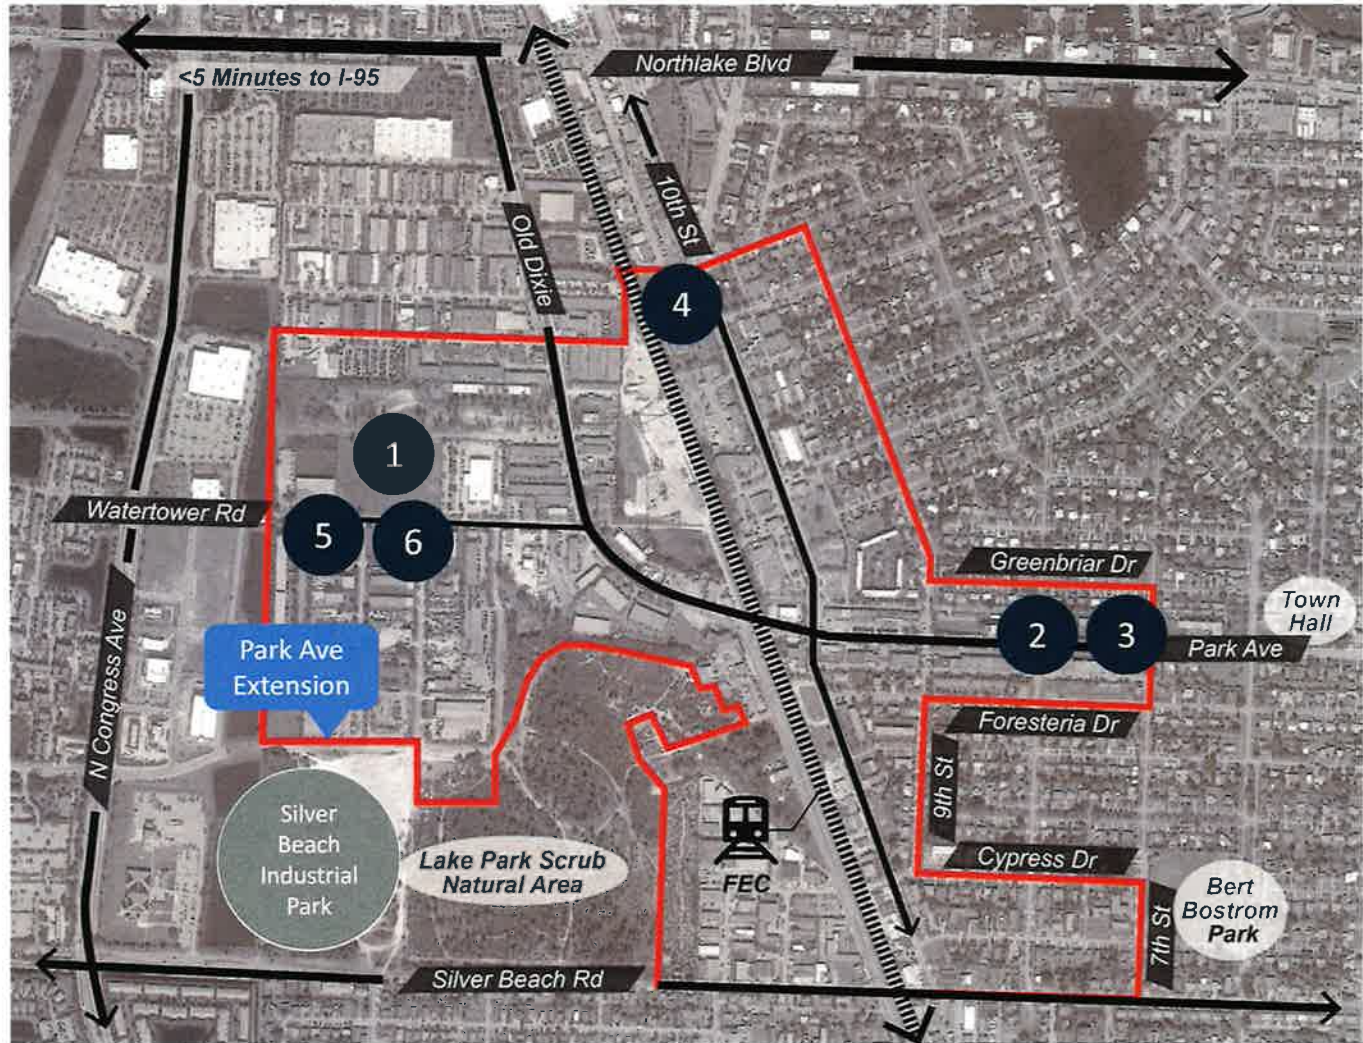 Northlake Blvd
<5 Minutes to I-95
10th St
Old Dixie
4
1
Watertower Rd
5
6
Greenbriar Dr
Town
Hall
2
3
Park Ave
Park Ave
Extension
N Congress Ave
Foresteria Dr
9th St
Silver
Beach
Industrial
Park
Lake Park Scrub
Natural Area
FEC
Cypress Dr
Bert
Bostrom
Park
7th St
Silver Beach Rd